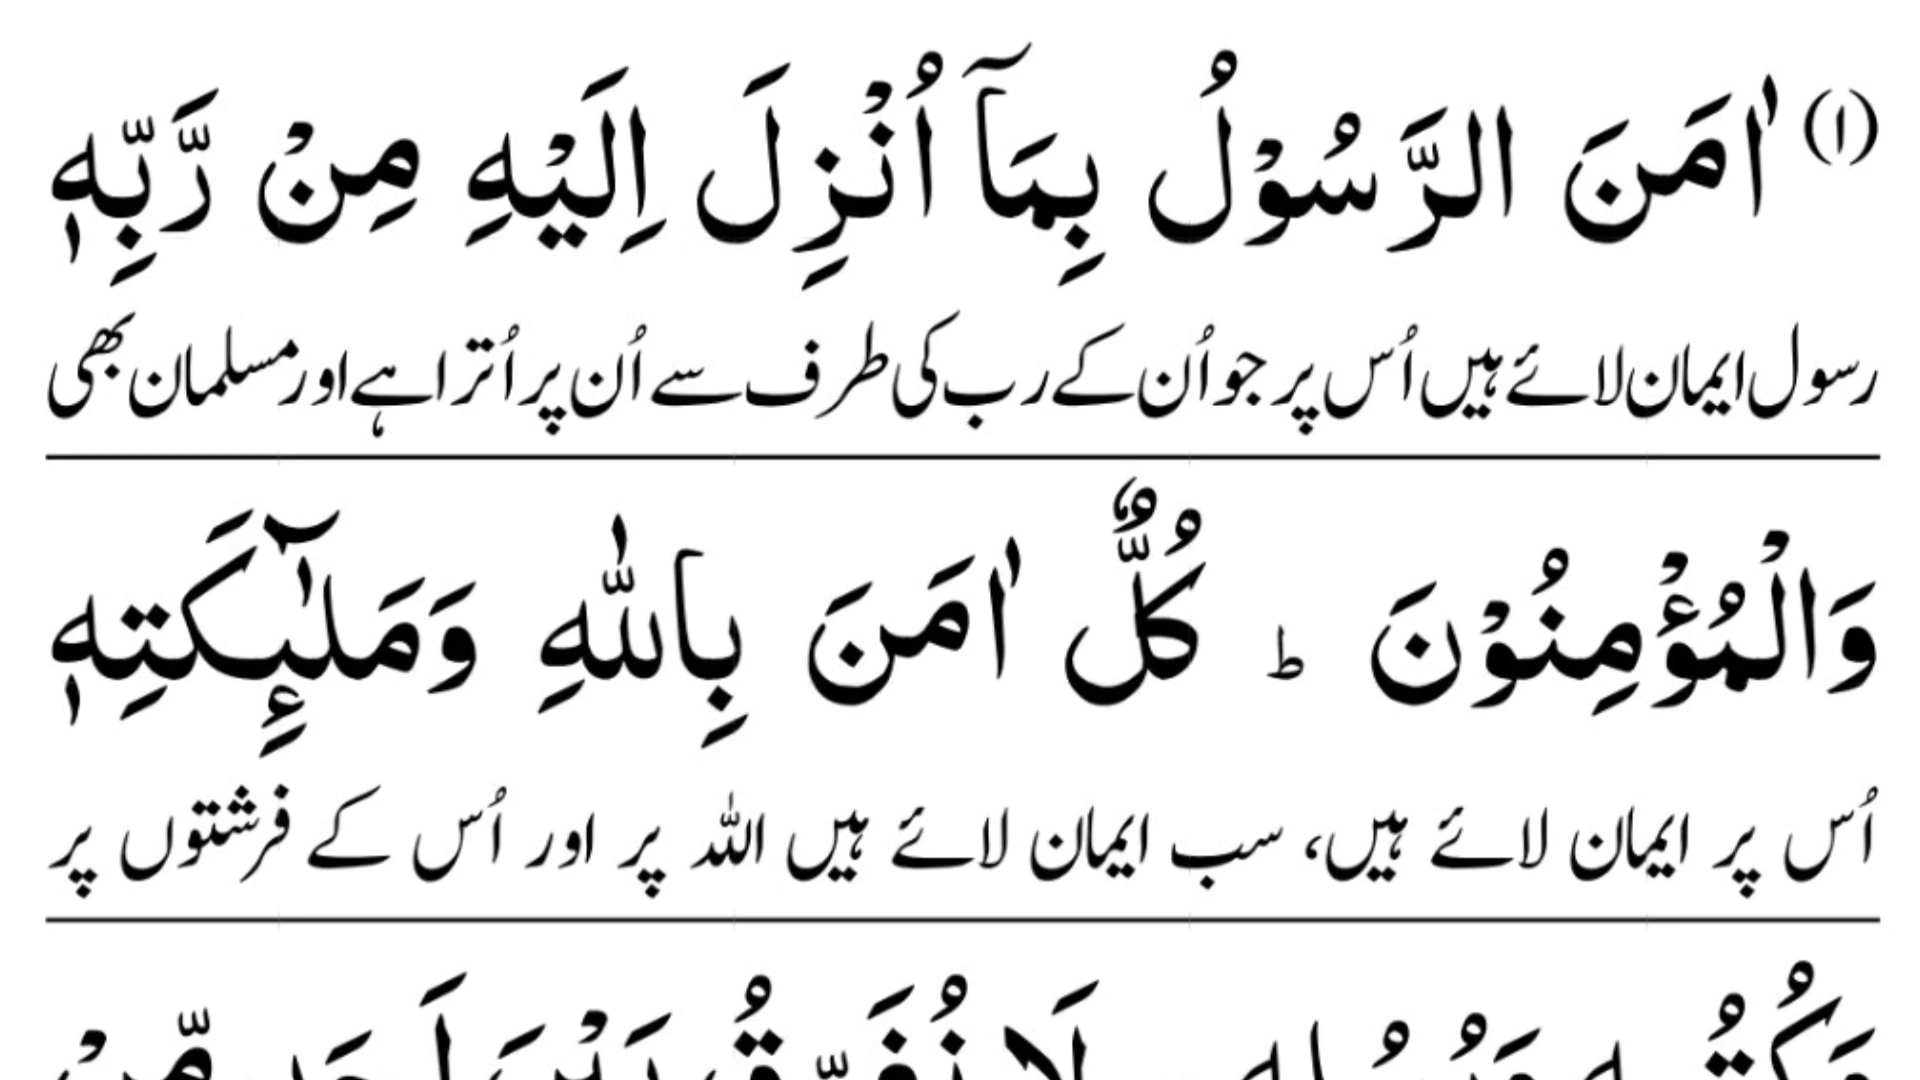 (۱) اٰمَنَ الرَّسُوْلُ بِمَاۤ اُنْزِلَ اِلَيْهِ مِنْ رَّبِّهٖ
رسول ایمان لائے ہیں اُس پر جو اُن کے رب کی طرف سے اُن پر اُترا ہے اور مسلمان بھی
وَالْمُؤْمِنُوْنَ ؕ كُلٌّ اٰمَنَ بِاللّٰهِ وَمَلٰٓئِكَتِهٖ
اُس پر ایمان لائے ہیں، سب ایمان لائے ہیں اللہ پر اور اُس کے فرشتوں پر
وَكُتُبِهٖ وَرُسُلِهٖ لَا نُفَرِّقُ بَيْنَ اَحَدٍ مِّنْ